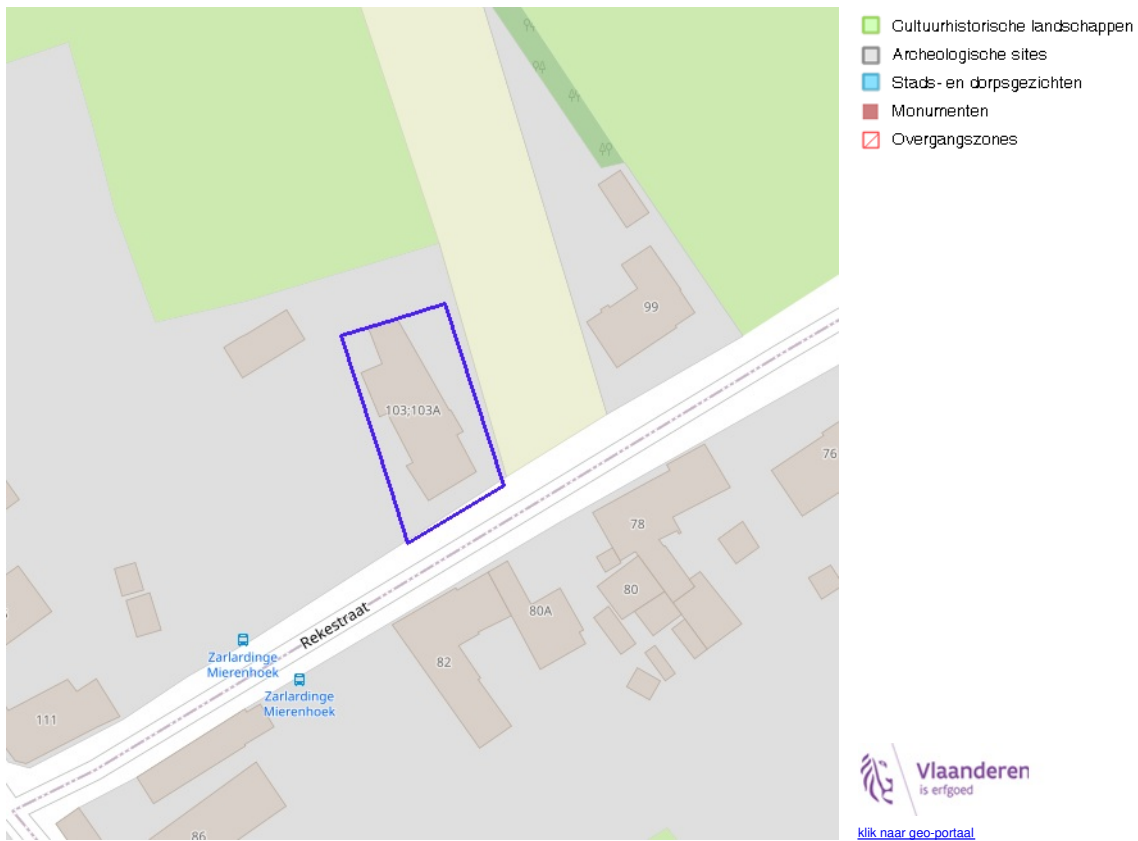 Cultuurhistorische landschappen
Archeologische sites
Stads- en dorpsgezichten
Monumenten
Overgangszones
99
103;103A
76
78
80
80A
Rekestraat
Zarlardinge
Mierenhoek
82
Zarlardinge
Mierenhoek
111
86
Vlaanderen
is erfgoed
klik naar geo-portaal